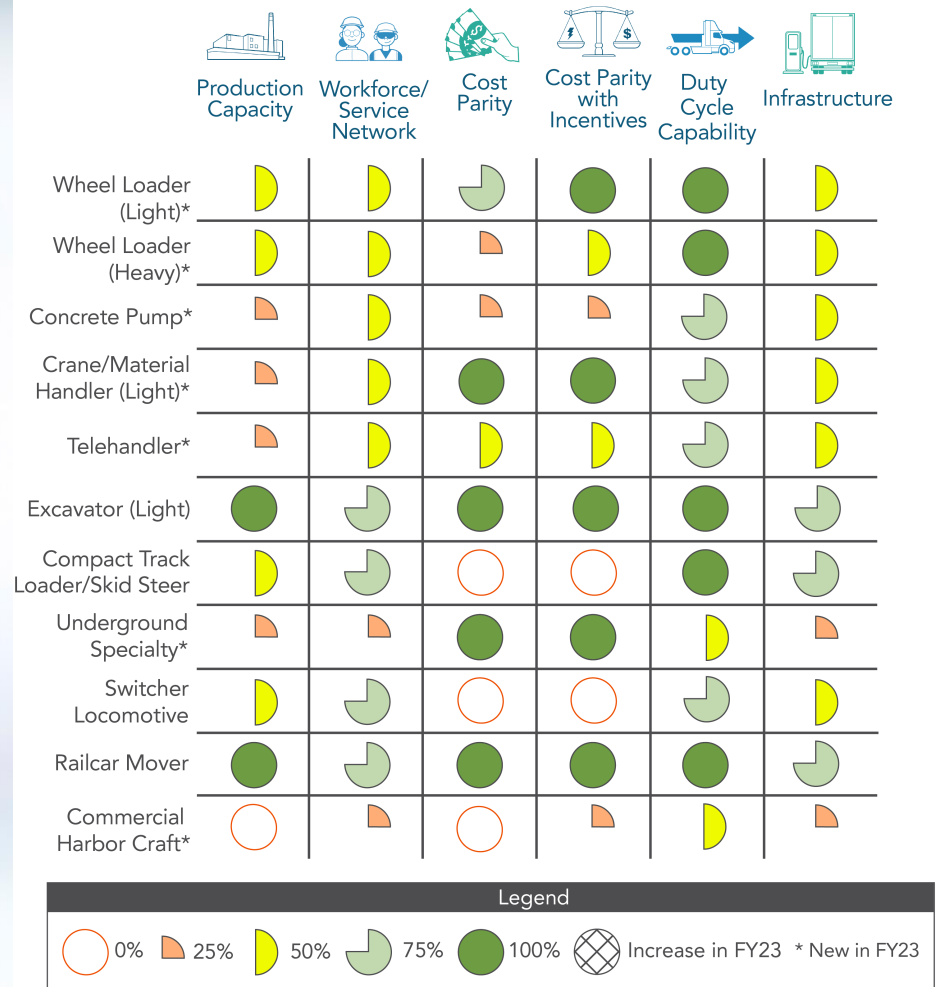 $
$
Production
Capacity
Workforce/
Service
Network
Cost
Parity
Cost Parity
with
Incentives
Duty
Cycle
Capability
Infrastructure
Wheel Loader
(Light)*
Wheel Loader
(Heavy)*
Concrete Pump*
Crane/Material
Handler (Light)*
Telehandler*
Excavator (Light)
Compact Track
Loader/Skid Steer
Underground
Specialty*
Switcher
Locomotive
Railcar Mover
Commercial
Harbor Craft*
Legend
0% 25% 50% 75% 100% Increase in FY23 * New in FY23